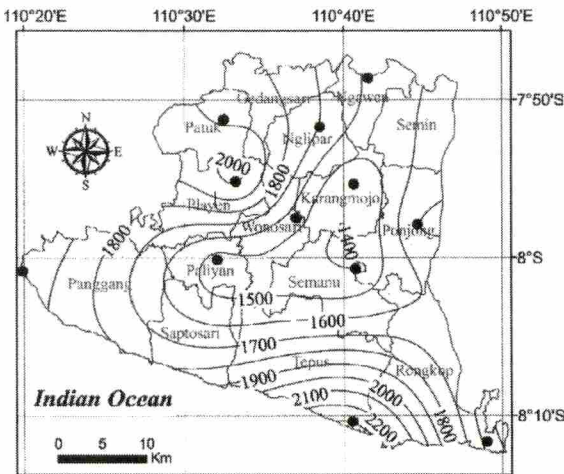 110°20'E 110°30'E 110°40'E 110°50'E
7°50'S
8°S
8°10'S
N
W E
S
Gedangsari
Ngawen
Patuk
Nglipar
Semin
2000
1800
Playen
Karangmojo
Wonosari
Ponjong
1800
1400
Paliyan
Panggang
Semanu
1500
1600
Saptosari
1700
Tepus
Rongkop
1900
2000
2100
1800
2200
Indian Ocean
0 5 10
Km